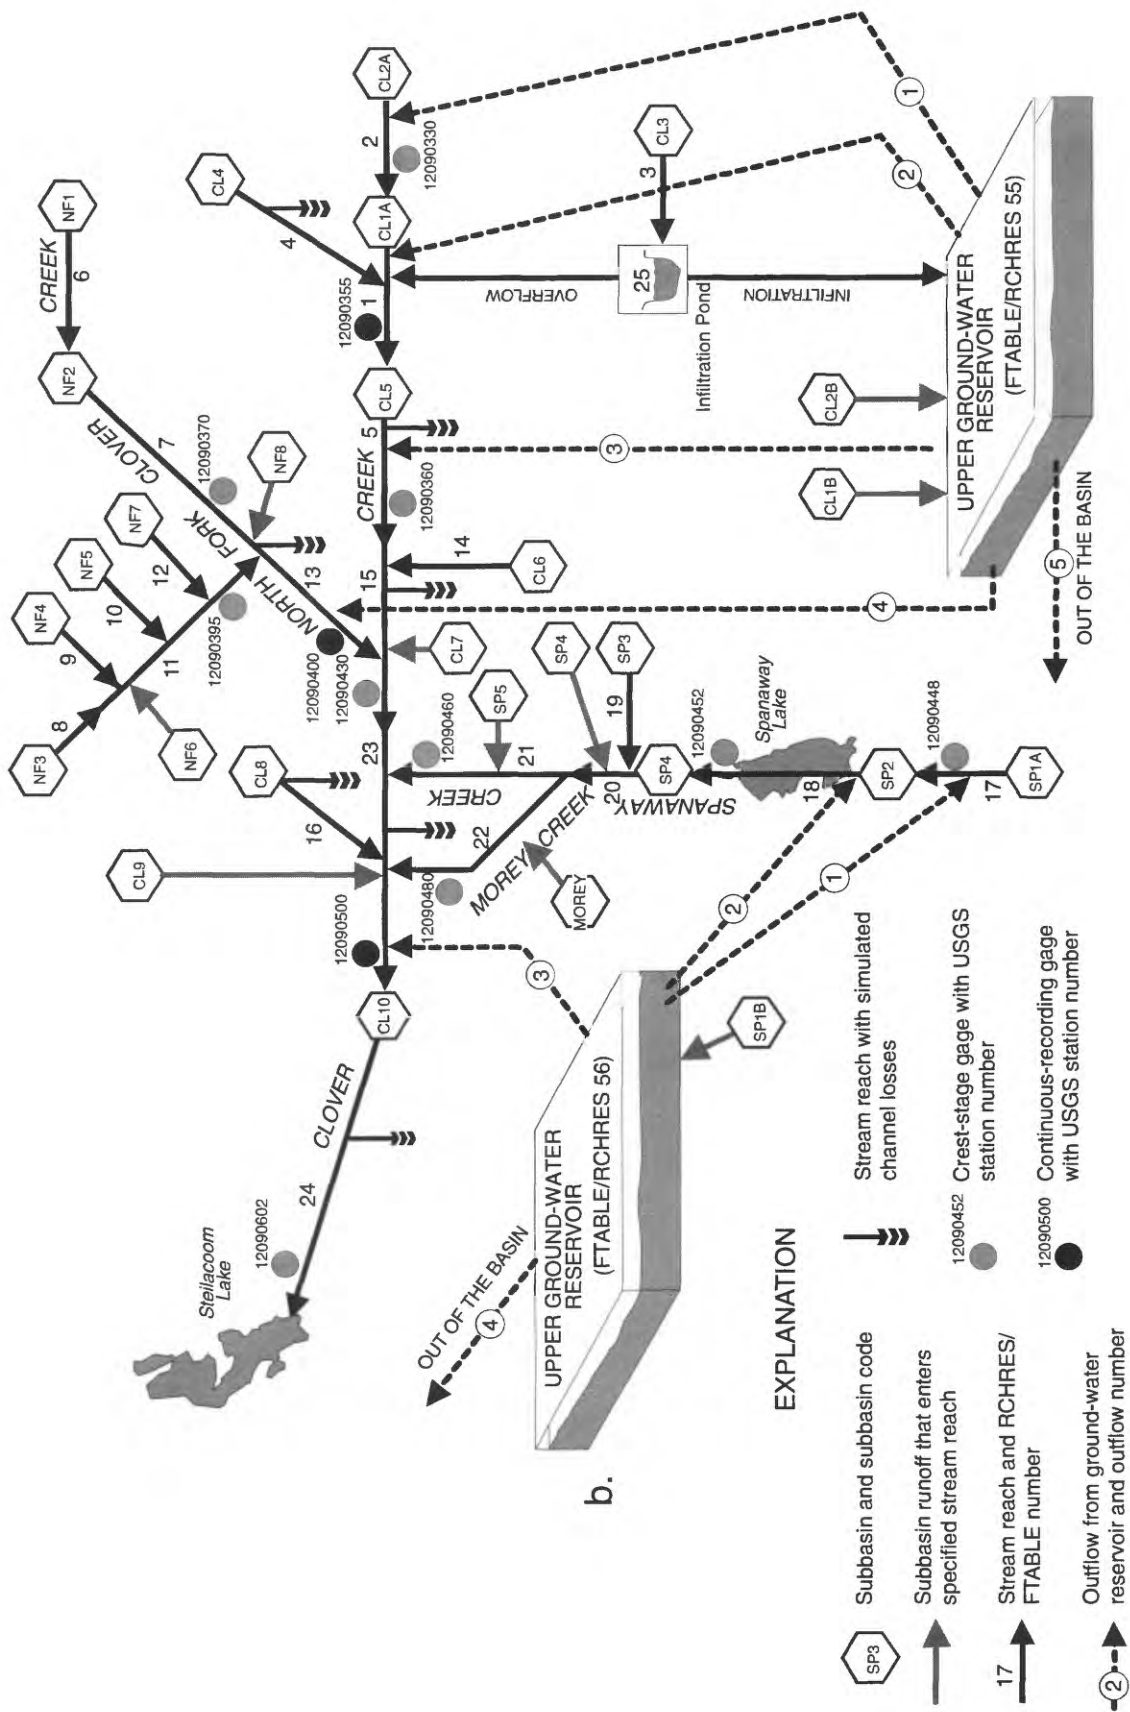 CL2A
2
12090330
CL4
4
CL1A
NF1
CREEK
6
NF2
12090355
1
CL3
3
25
OVERFLOW
INFILTRATION
Infiltration Pond
1
2
UPPER GROUND-WATER
RESERVOIR
(FTABLE/RCHRES 55)
CL5
5
7
CLOVER
12090370
NF8
FORK
NORTH
13
CREEK
12090360
3
CL2B
CL1B
NF7
12
NF5
10
NF4
9
11
12090395
14
CL6
15
4
5
OUT OF THE BASIN
8
NF3
NF6
12090400
12090430
CL7
23
SP4
SP3
19
SP5
12090460
21
CREEK
20
SP4
SPANAWAY
12090452
Spanaway
Lake
18
SP2
12090448
17
SP1A
CL8
16
22
MOREY CREEK
MOREY
12090480
CL9
12090500
2
1
3
CL10
CLOVER
24
12090602
Steilacoom
Lake
SP1B
UPPER GROUND-WATER
RESERVOIR
(FTABLE/RCHRES 56)
OUT OF THE BASIN
4
b.
EXPLANATION
SP3
Subbasin and subbasin code
Subbasin runoff that enters
specified stream reach
17
Stream reach and RCHRES/
FTABLE number
2
Outflow from ground-water
reservoir and outflow number
Stream reach with simulated
channel losses
12090452
Crest-stage gage with USGS
station number
12090500
Continuous-recording gage
with USGS station number